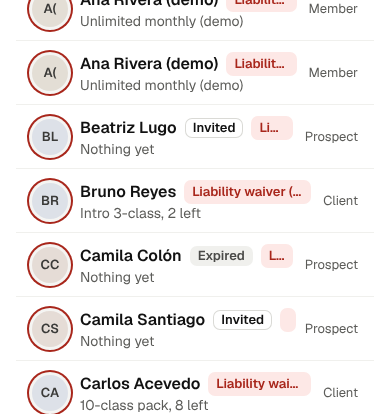 A( Ana Rivera (demo) Liabilit... Member
Unlimited monthly (demo)
A( Ana Rivera (demo) Liabilit... Member
Unlimited monthly (demo)
BL Beatriz Lugo Invited Li... Prospect
Nothing yet
BR Bruno Reyes Liability waiver (... Client
Intro 3-class, 2 left
CC Camila Colón Expired L... Prospect
Nothing yet
CS Camila Santiago Invited Prospect
Nothing yet
CA Carlos Acevedo Liability wai... Client
10-class pack, 8 left